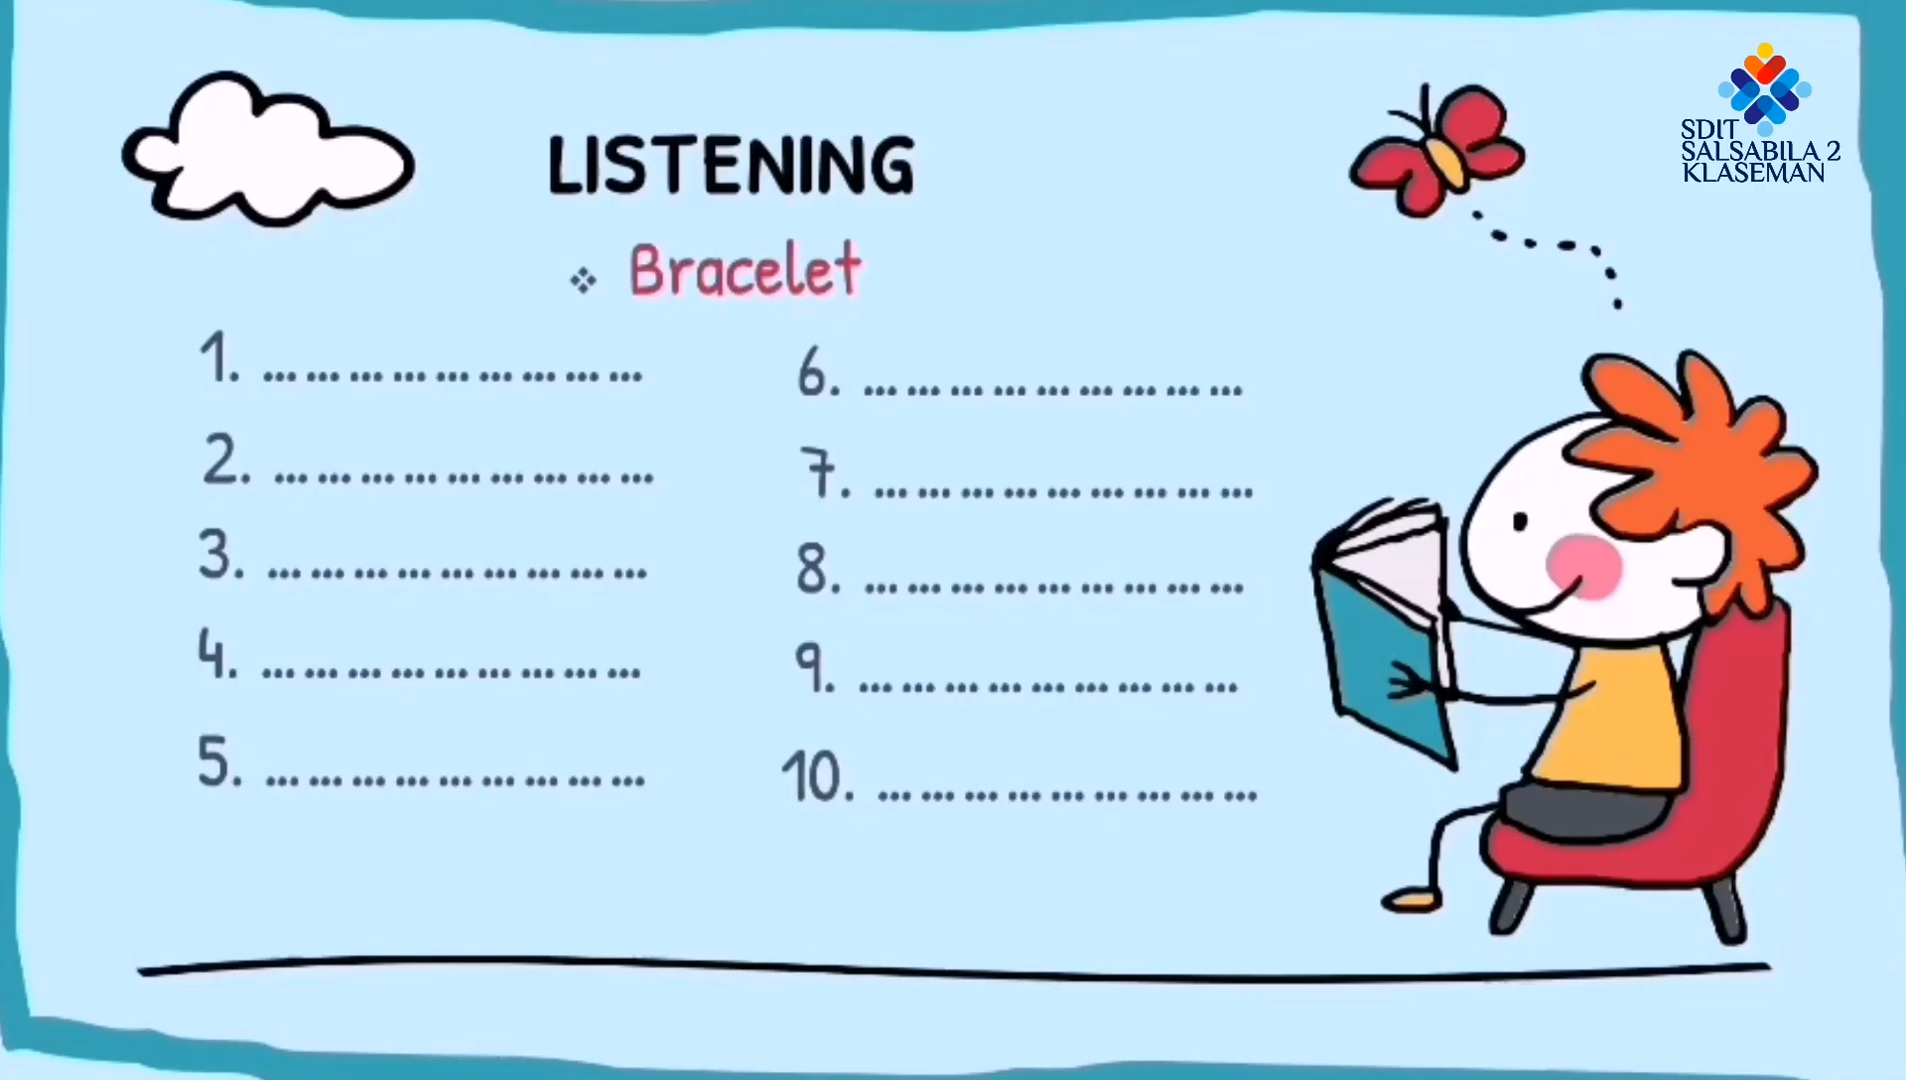 SDIT
SALSABILA 2
KLASEMAN
LISTENING
❖ Bracelet
1. ... ... ... ... ... ... ... ... ...
2. ... ... ... ... ... ... ... ... ...
3. ... ... ... ... ... ... ... ... ...
4. ... ... ... ... ... ... ... ... ...
5. ... ... ... ... ... ... ... ... ...
6. ... ... ... ... ... ... ... ... ...
7. ... ... ... ... ... ... ... ... ...
8. ... ... ... ... ... ... ... ... ...
9. ... ... ... ... ... ... ... ... ...
10. ... ... ... ... ... ... ... ... ...